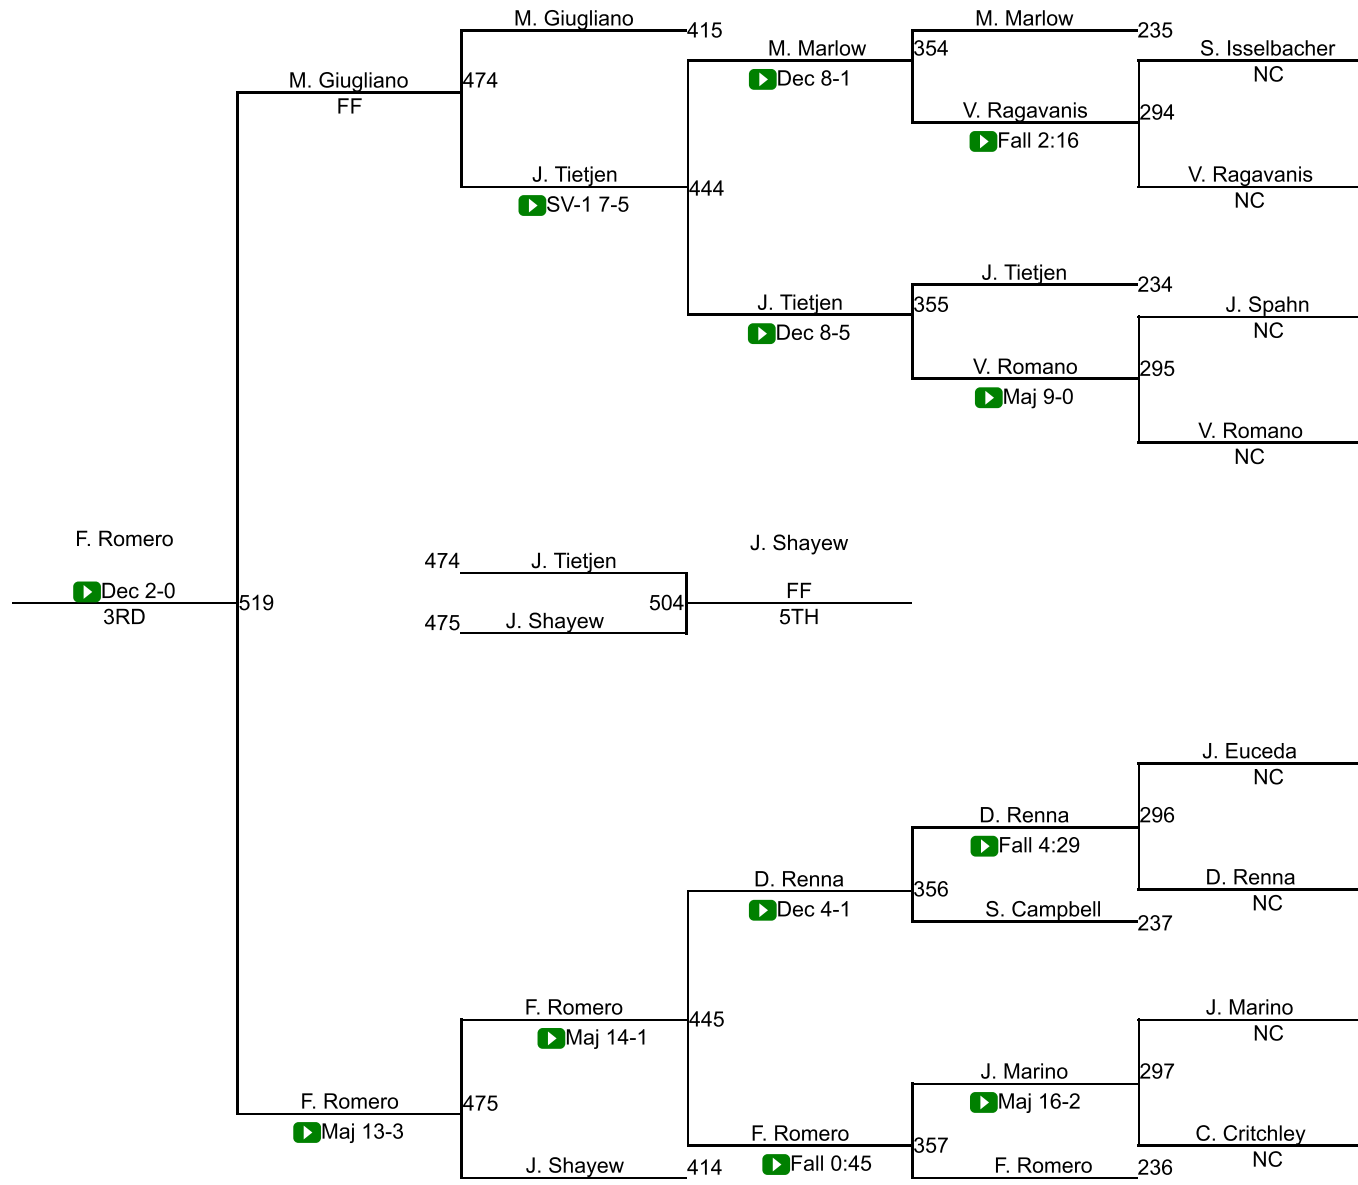 M. Giugliano
415
M. Marlow
235
M. Marlow
354
S. Isselbacher
NC
M. Giugliano
474
Dec 8-1
FF
V. Ragavanis
294
Fall 2:16
J. Tietjen
444
V. Ragavanis
SV-1 7-5
NC
J. Tietjen
234
J. Tietjen
355
J. Spahn
Dec 8-5
NC
V. Romano
295
Maj 9-0
V. Romano
NC
F. Romero
J. Shayew
474
J. Tietjen
Dec 2-0
FF
519
504
3RD
5TH
475
J. Shayew
J. Euceda
NC
D. Renna
296
Fall 4:29
D. Renna
356
D. Renna
Dec 4-1
S. Campbell
237
NC
F. Romero
445
J. Marino
Maj 14-1
NC
J. Marino
297
F. Romero
475
Maj 16-2
Maj 13-3
F. Romero
357
C. Critchley
J. Shayew
414
Fall 0:45
F. Romero
236
NC